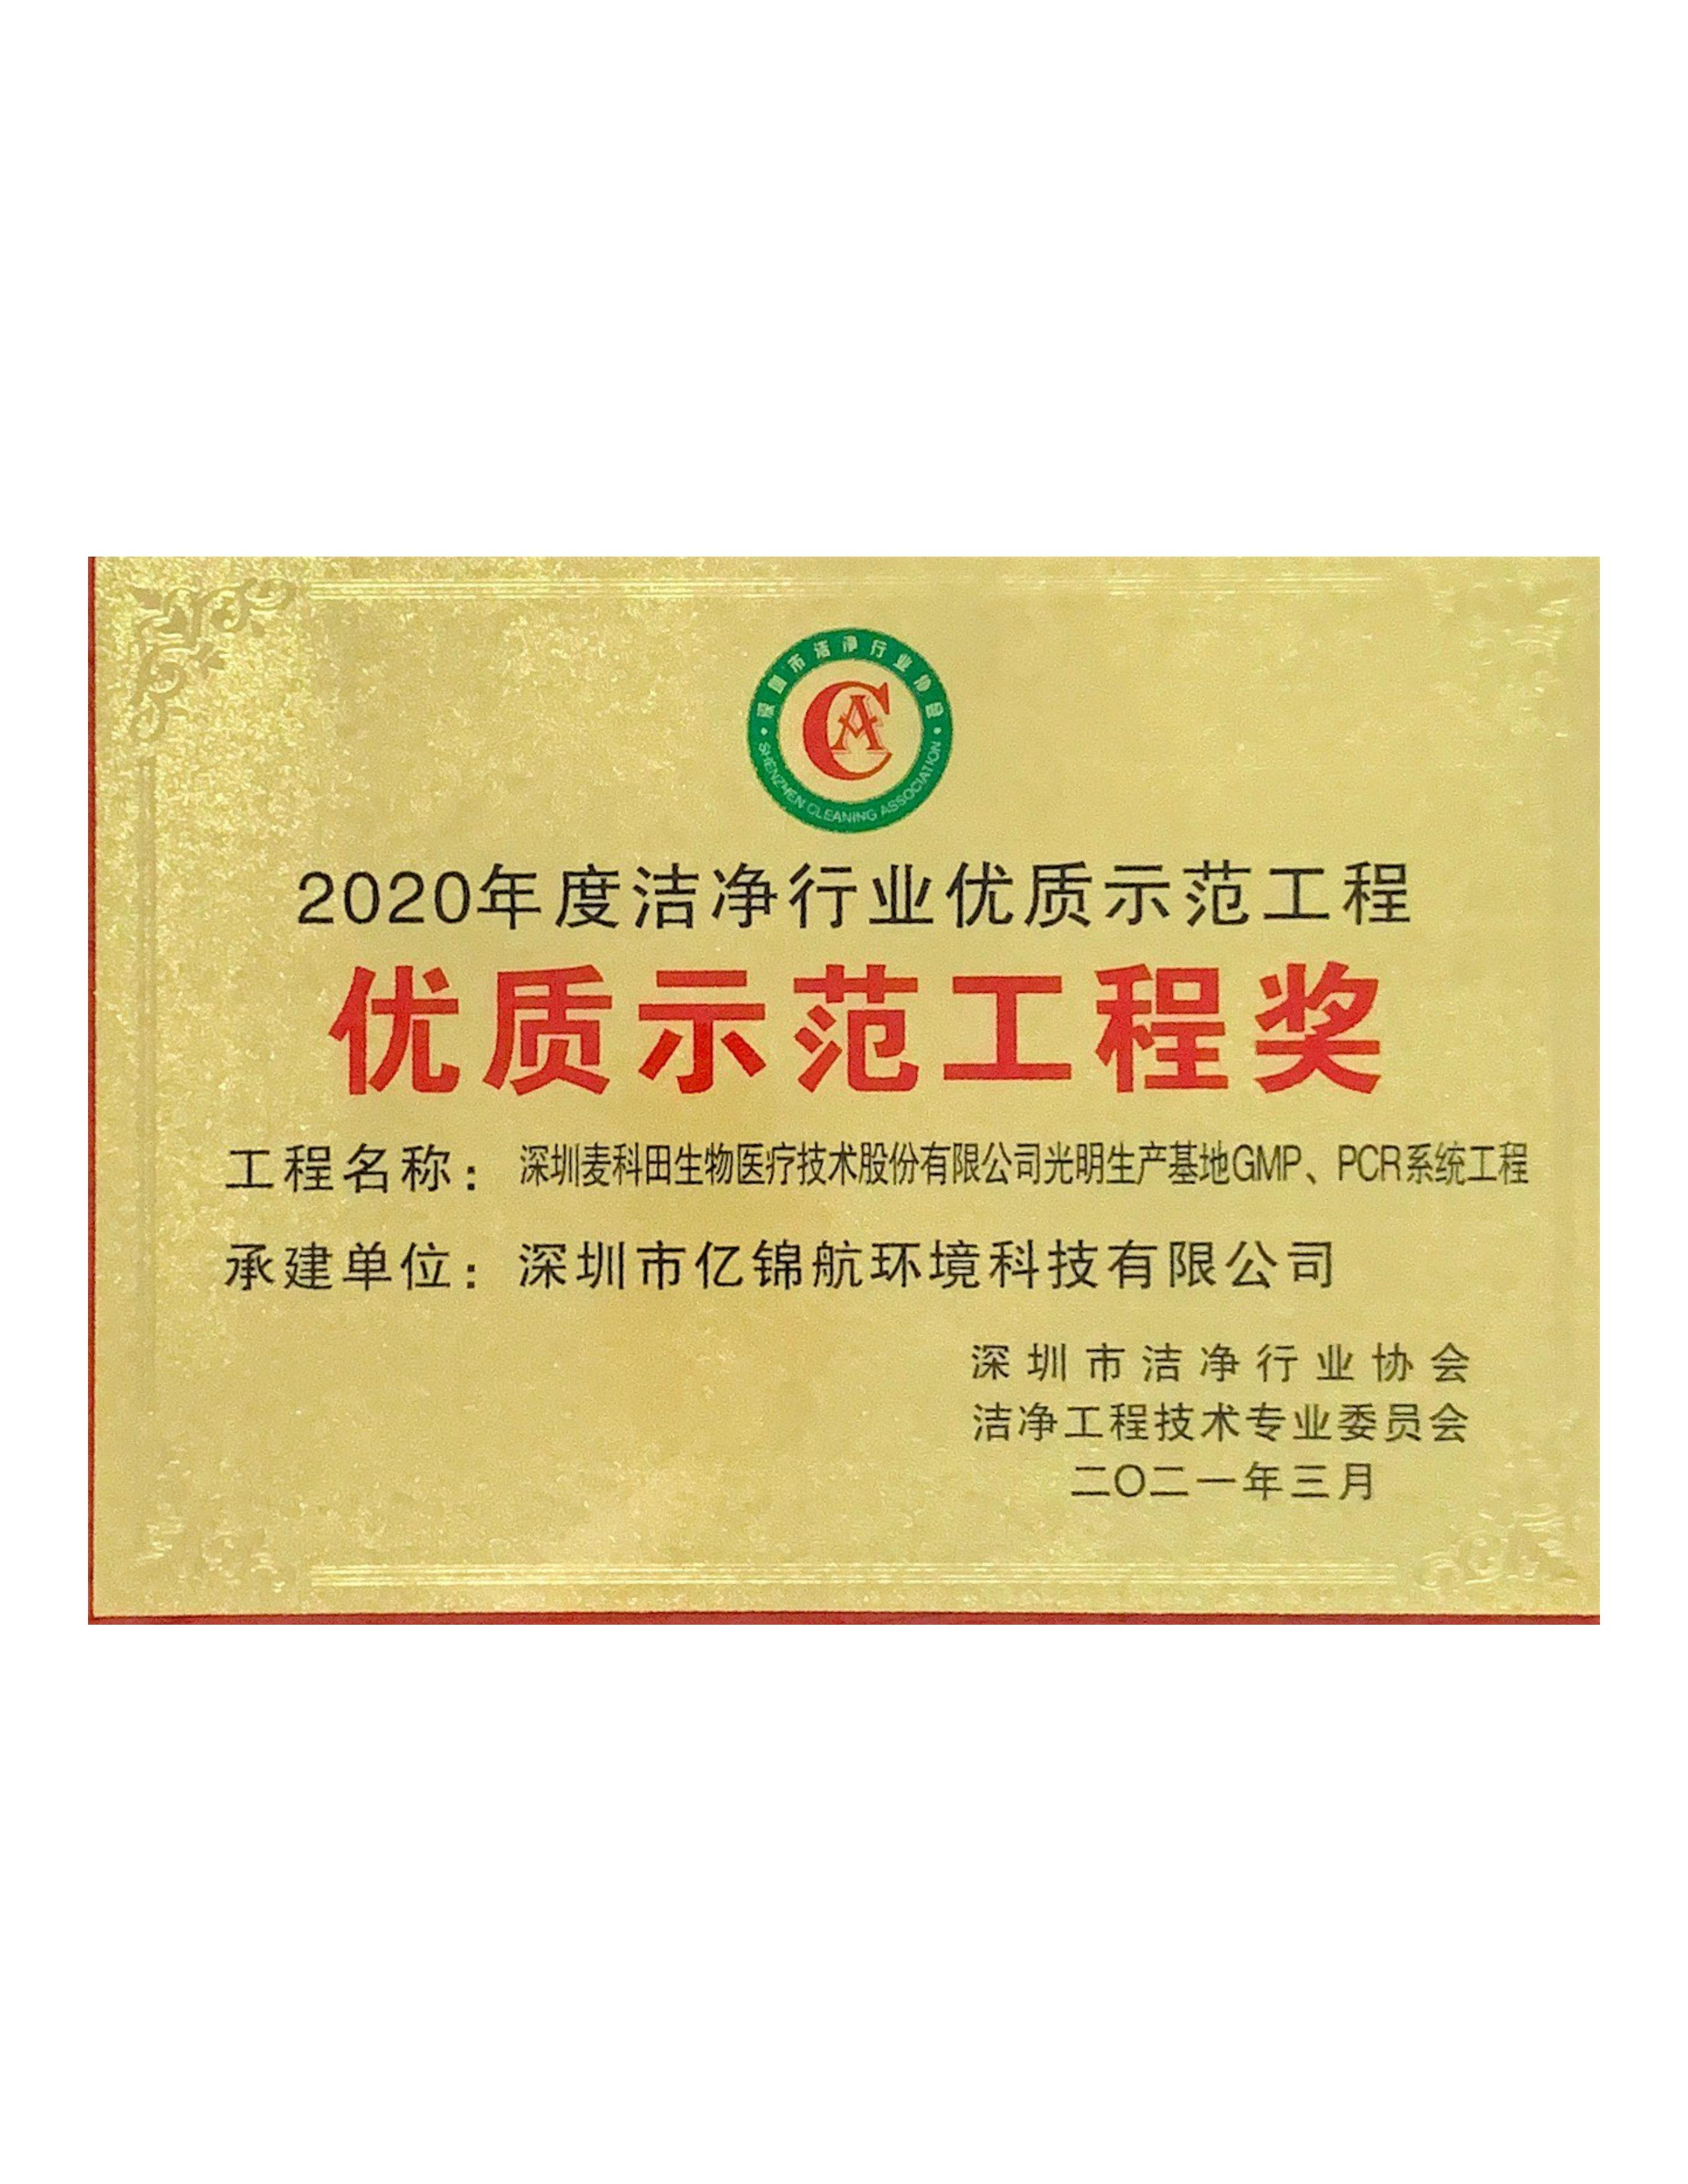 深圳市洁净行业协会
SHENZHEN CLEANING ASSOCIATION
CA
2020年度洁净行业优质示范工程
优质示范工程奖
工程名称：深圳麦科田生物医疗技术股份有限公司光明生产基地GMP、PCR系统工程
承建单位：深圳市亿锦航环境科技有限公司
深圳市洁净行业协会
洁净工程技术专业委员会
二〇二一年三月